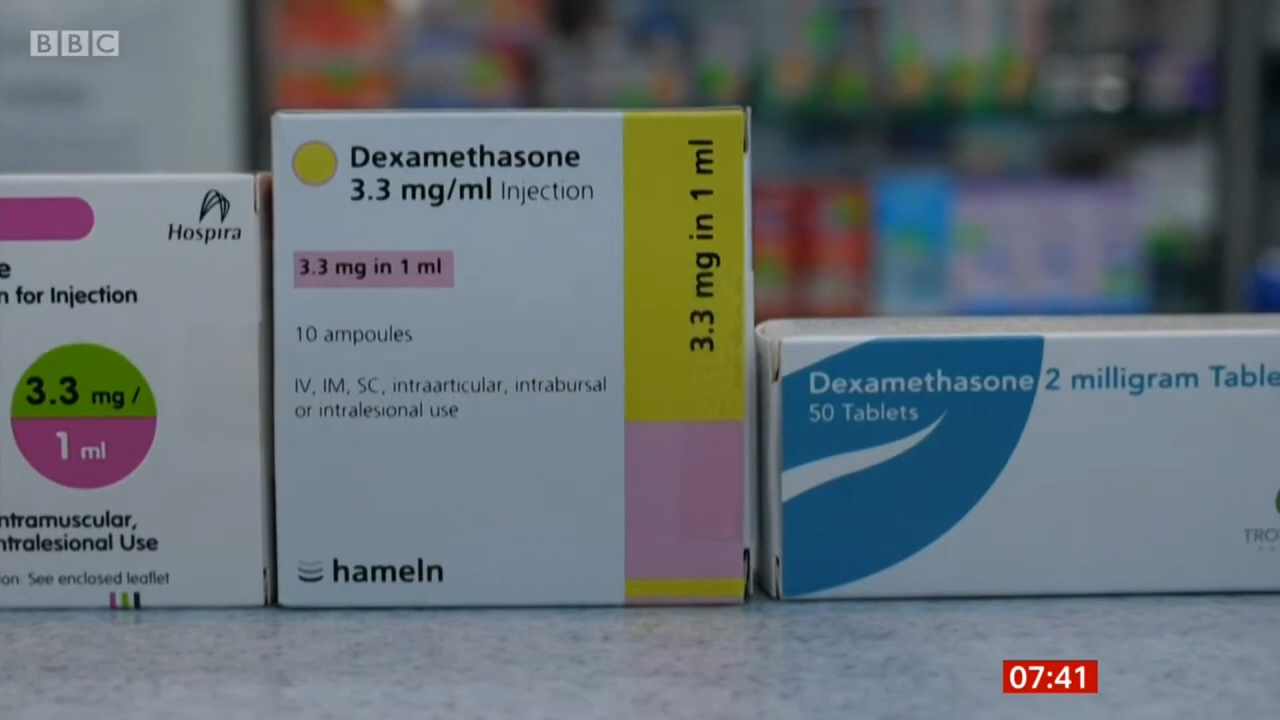 BBC
Hospira
n for Injection
3.3 mg /
1 ml
ntramuscular,
ntralesional Use
on See enclosed leaflet
Dexamethasone
3.3 mg/ml Injection
3.3 mg in 1 ml
10 ampoules
IV, IM, SC, intraarticular, intrabursal
or intralesional use
hameln
3.3 mg in 1 ml
Dexamethasone 2 milligram Table
50 Tablets
TRO
07:41